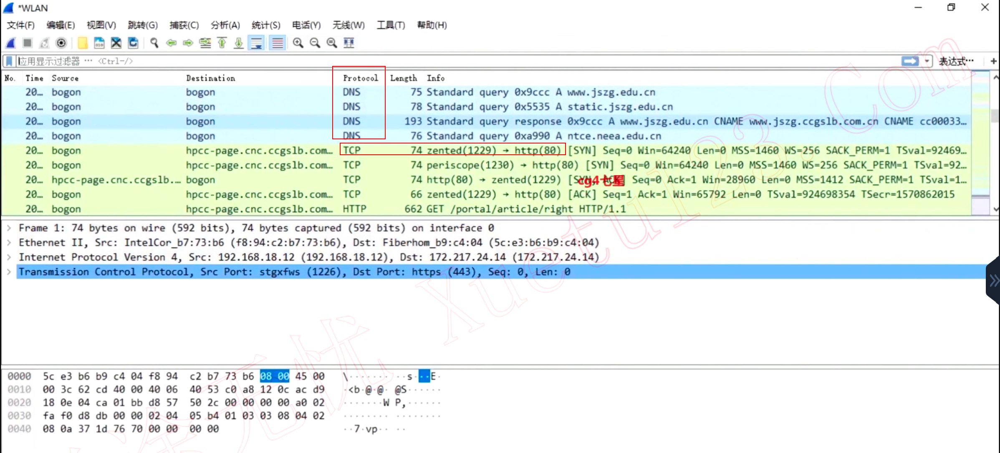 *WLAN
文件(F) 编辑(E) 视图(V) 跳转(G) 捕获(C) 分析(A) 统计(S) 电话(Y) 无线(W) 工具(T) 帮助(H)
应用显示过滤器 … <Ctrl-/> 表达式… +
No. Time Source Destination Protocol Length Info
20… bogon bogon DNS 75 Standard query 0x9ccc A www.jszg.edu.cn
20… bogon bogon DNS 78 Standard query 0x5535 A static.jszg.edu.cn
20… bogon bogon DNS 193 Standard query response 0x9ccc A www.jszg.edu.cn CNAME www.jszg.ccgslb.com.cn CNAME cc00033…
20… bogon bogon DNS 76 Standard query 0xa990 A ntce.neea.edu.cn
20… bogon hpcc-page.cnc.ccgslb.com… TCP 74 zented(1229) → http(80) [SYN] Seq=0 Win=64240 Len=0 MSS=1460 WS=256 SACK_PERM=1 TSval=92469…
20… bogon hpcc-page.cnc.ccgslb.com… TCP 74 periscope(1230) → http(80) [SYN] Seq=0 Win=64240 Len=0 MSS=1460 WS=256 SACK_PERM=1 TSval=92…
20… hpcc-page.cnc.ccgslb.… bogon TCP 74 http(80) → zented(1229) [SYN, ACK] Seq=0 Ack=1 Win=28960 Len=0 MSS=1412 SACK_PERM=1 TSval=1…
cg4七星
20… bogon hpcc-page.cnc.ccgslb.com… TCP 66 zented(1229) → http(80) [ACK] Seq=1 Ack=1 Win=65792 Len=0 TSval=924698354 TSecr=1570862015
20… bogon hpcc-page.cnc.ccgslb.com… HTTP 662 GET /portal/article/right HTTP/1.1
Frame 1: 74 bytes on wire (592 bits), 74 bytes captured (592 bits) on interface 0
Ethernet II, Src: IntelCor_b7:73:b6 (f8:94:c2:b7:73:b6), Dst: Fiberhom_b9:c4:04 (5c:e3:b6:b9:c4:04)
Internet Protocol Version 4, Src: 192.168.18.12 (192.168.18.12), Dst: 172.217.24.14 (172.217.24.14)
Transmission Control Protocol, Src Port: stgxfws (1226), Dst Port: https (443), Seq: 0, Len: 0
0000 5c e3 b6 b9 c4 04 f8 94 c2 b7 73 b6 08 00 45 00 \······· ··s···E·
0010 00 3c 62 cd 40 00 40 06 40 53 c0 a8 12 0c ac d9 ·<b·@·@· @S······
0020 18 0e 04 ca 01 bb d8 57 50 2c 00 00 00 00 a0 02 ·······W P,······
0030 fa f0 d8 db 00 00 02 04 05 b4 01 03 03 08 04 02 ········ ········
0040 08 0a 37 1d 76 70 00 00 00 00 ··7·vp·· ··
涂无忧 Xuetu123.Com